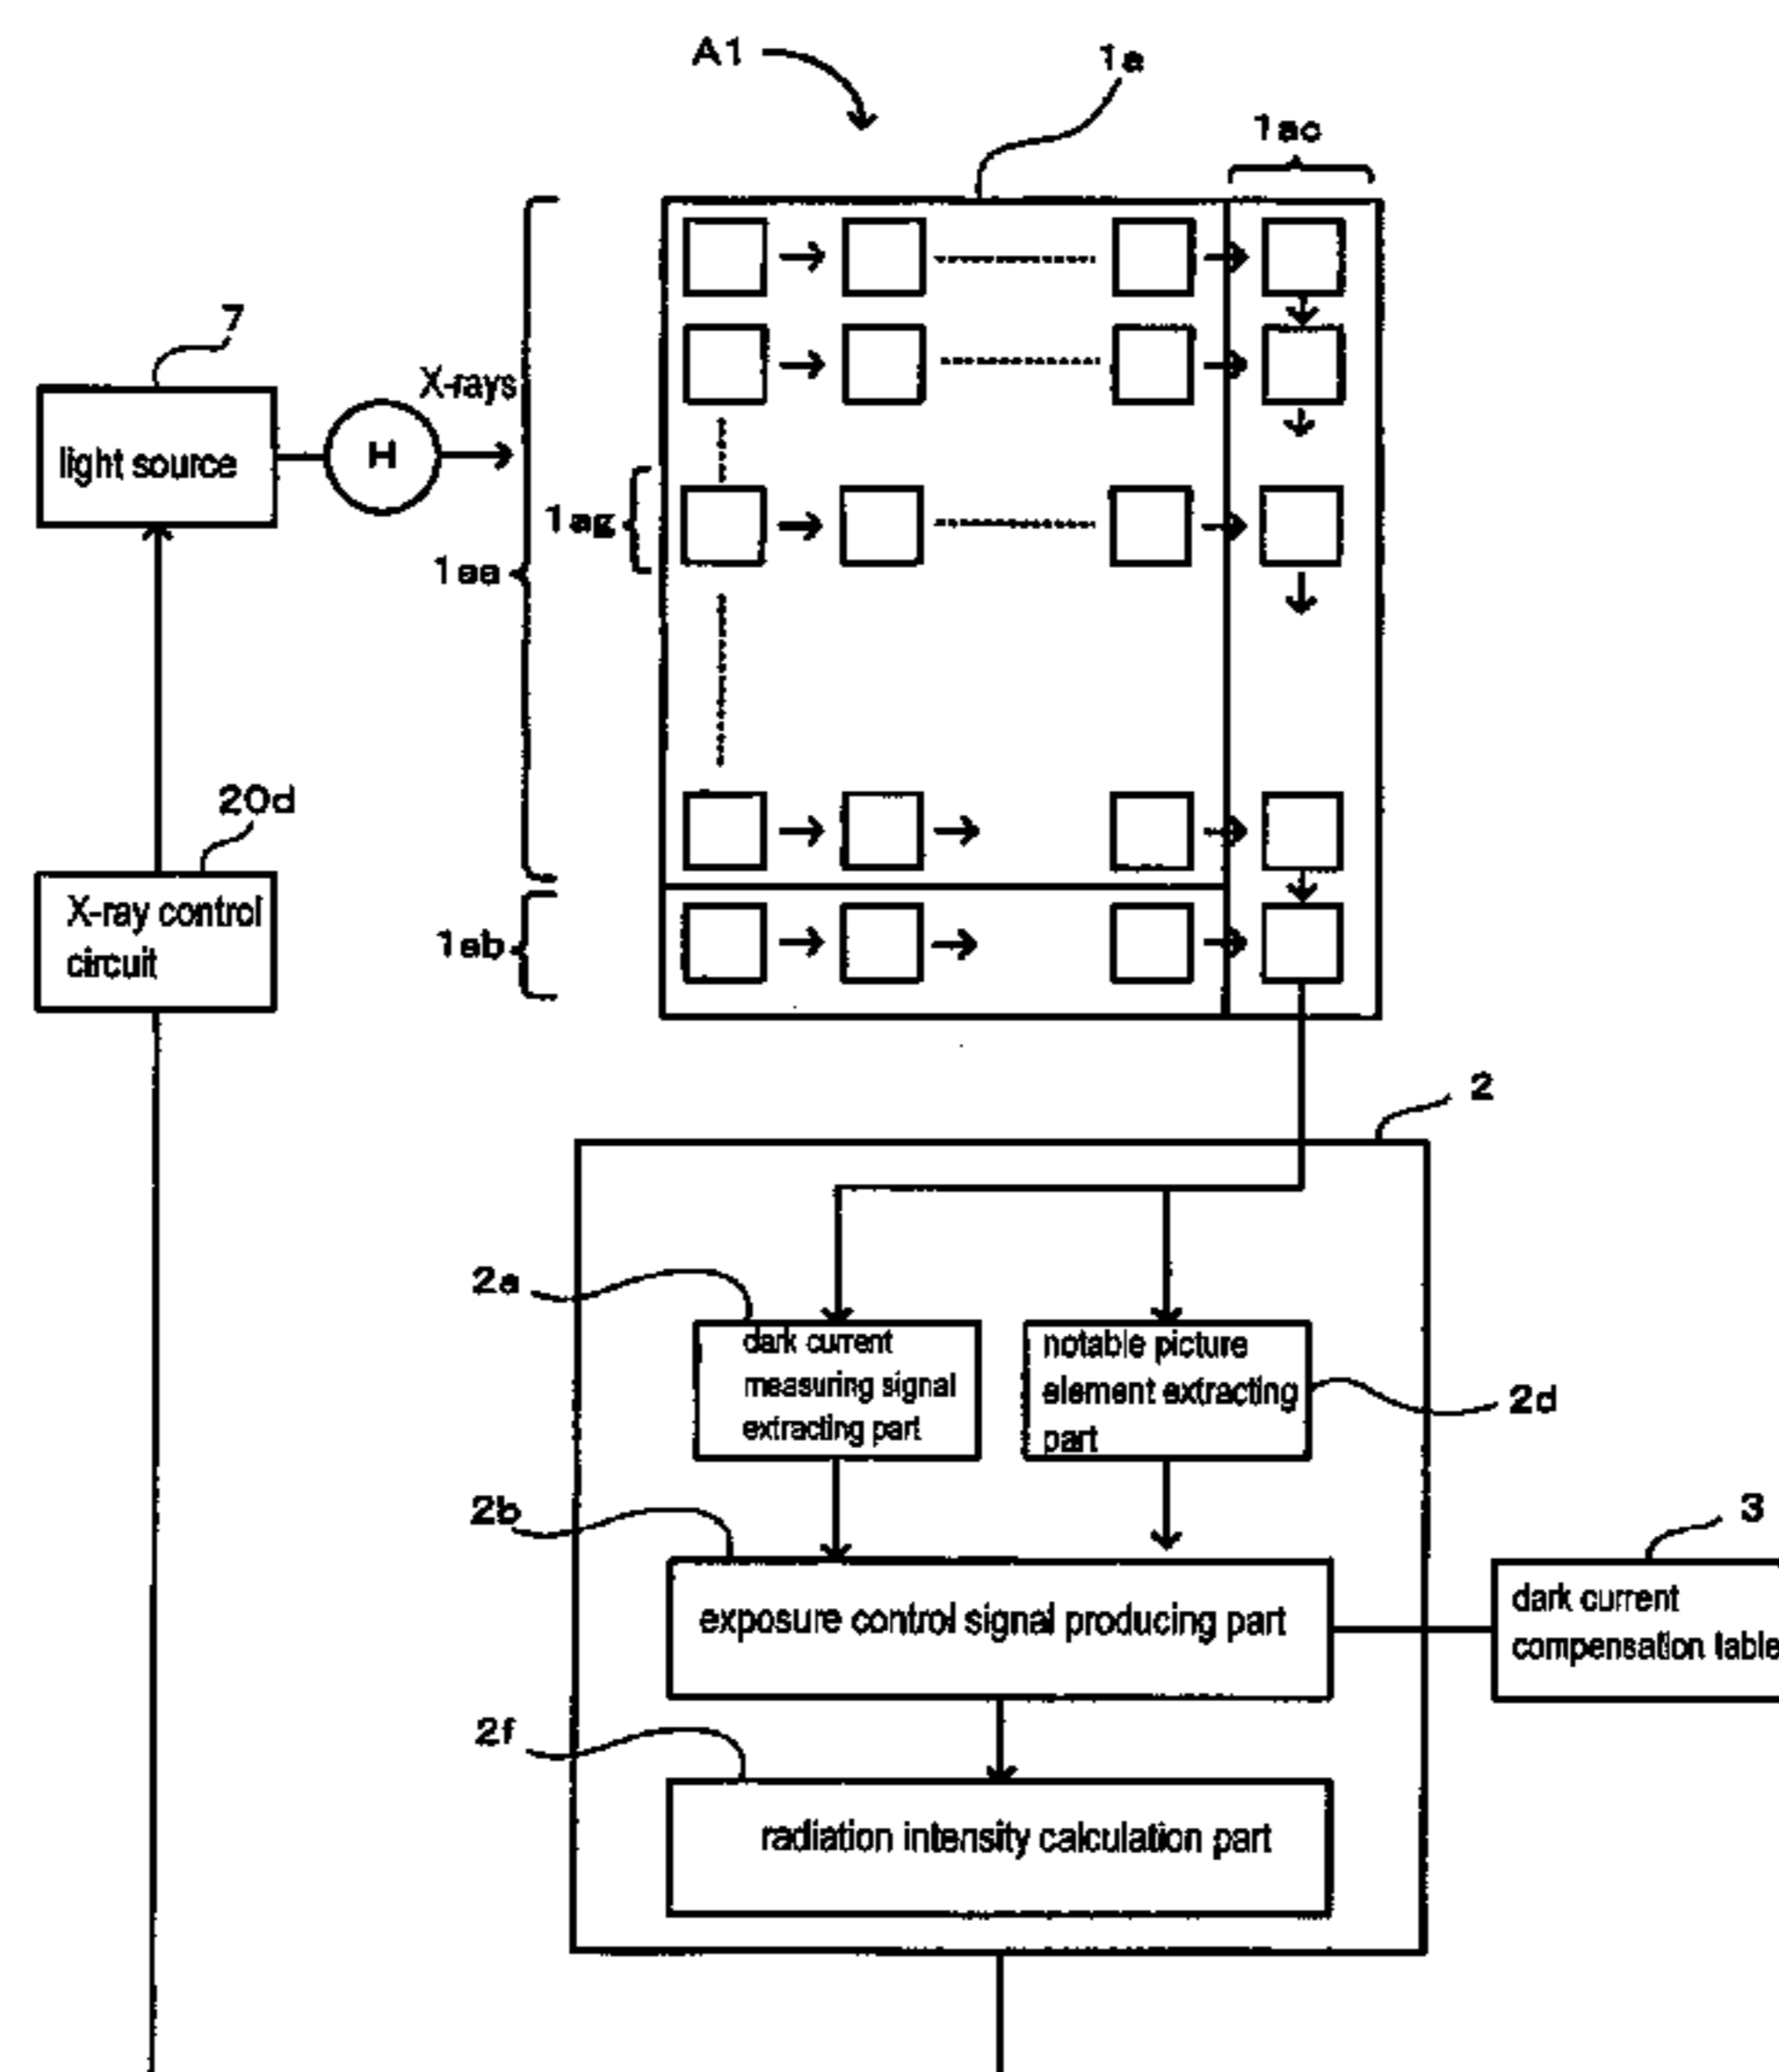 A1
1a
1ac
7
X-rays
light source
H
1ag
1aa
20d
X-ray control
circuit
1ab
2
2a
dark current
measuring signal
extracting part
notable picture
element extracting
part
2d
2b
3
exposure control signal producing part
dark current
compensation table
2f
radiation intensity calculation part